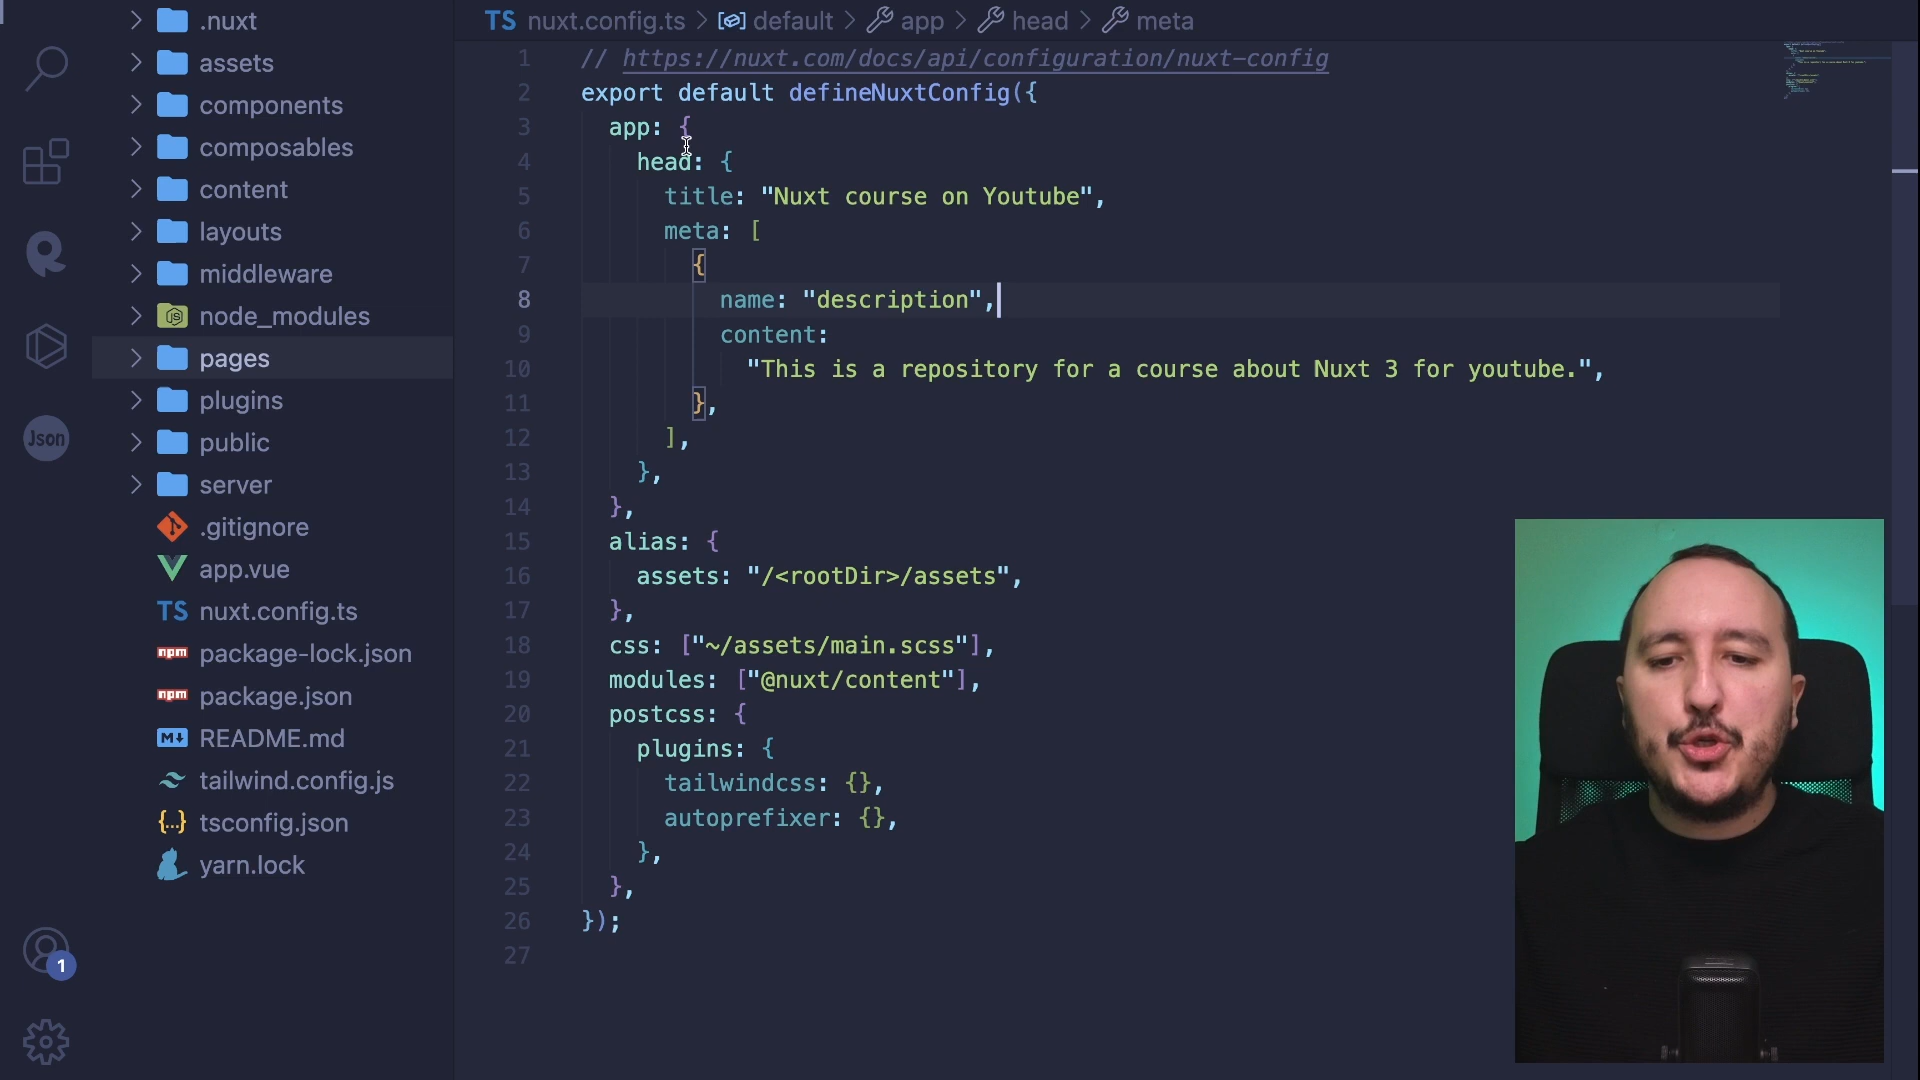 .nuxt
assets
components
composables
content
layouts
middleware
node_modules
pages
plugins
public
server
.gitignore
app.vue
TS nuxt.config.ts
npm package-lock.json
npm package.json
README.md
tailwind.config.js
{..} tsconfig.json
yarn.lock
Json
1
TS nuxt.config.ts > default > app > head > meta
1 // https://nuxt.com/docs/api/configuration/nuxt-config
2 export default defineNuxtConfig({
3 app: {
4 head: {
5 title: "Nuxt course on Youtube",
6 meta: [
7 {
8 name: "description",
9 content:
10 "This is a repository for a course about Nuxt 3 for youtube.",
11 },
12 ],
13 },
14 },
15 alias: {
16 assets: "/<rootDir>/assets",
17 },
18 css: ["~/assets/main.scss"],
19 modules: ["@nuxt/content"],
20 postcss: {
21 plugins: {
22 tailwindcss: {},
23 autoprefixer: {},
24 },
25 },
26 });
27